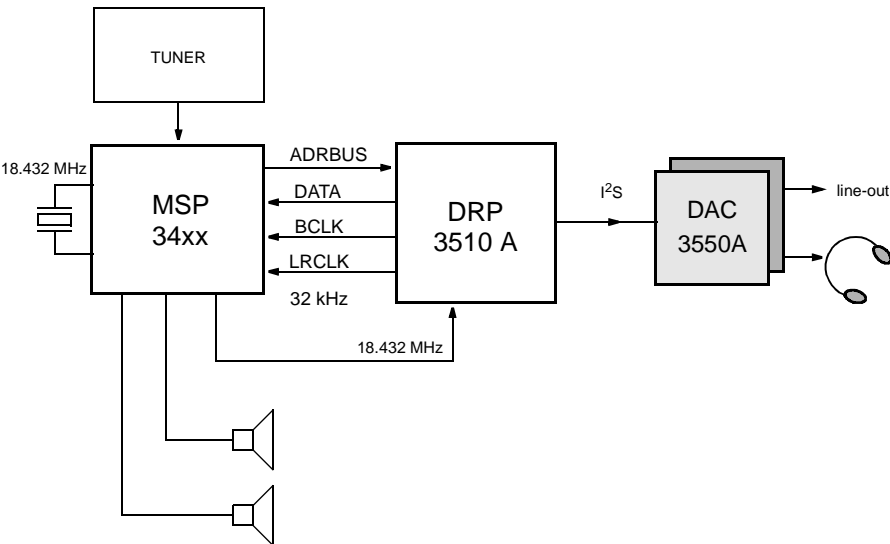 TUNER
18.432 MHz
MSP
34xx
ADRBUS
DATA
BCLK
LRCLK
32 kHz
18.432 MHz
DRP
3510 A
I²S
DAC
3550A
line-out